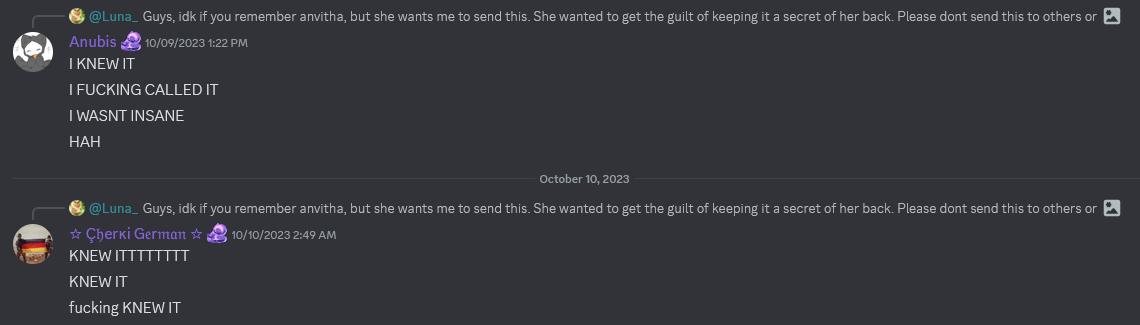 @Luna_ Guys, idk if you remember anvitha, but she wants me to send this. She wanted to get the guilt of keeping it a secret of her back. Please dont send this to others or
Anubis 10/09/2023 1:22 PM
I KNEW IT
I FUCKING CALLED IT
I WASNT INSANE
HAH
October 10, 2023
@Luna_ Guys, idk if you remember anvitha, but she wants me to send this. She wanted to get the guilt of keeping it a secret of her back. Please dont send this to others or
☆ Çɧerкi G𝔢𝔯𝔪𝔞𝔫 ☆ 10/10/2023 2:49 AM
KNEW ITTTTTTTT
KNEW IT
fucking KNEW IT